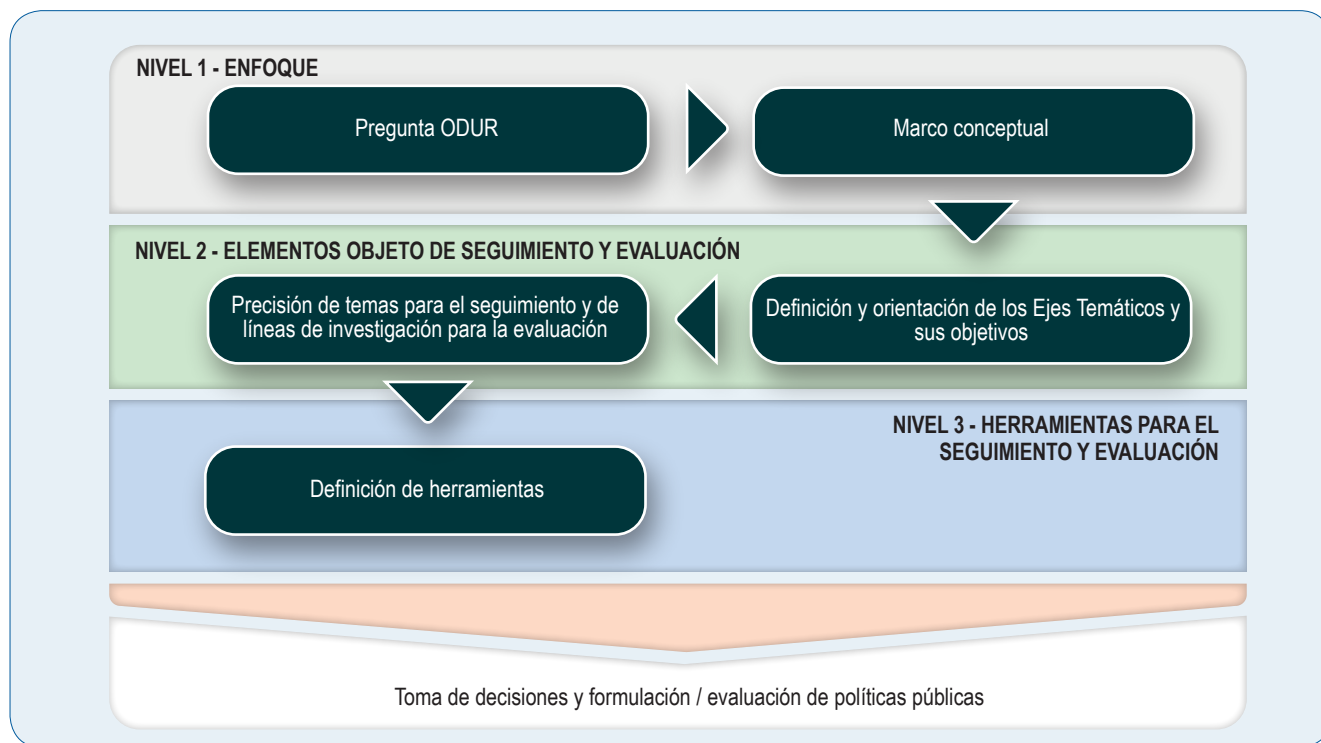 NIVEL 1 - ENFOQUE
Pregunta ODUR
Marco conceptual
NIVEL 2 - ELEMENTOS OBJETO DE SEGUIMIENTO Y EVALUACIÓN
Precisión de temas para el seguimiento y de
líneas de investigación para la evaluación
Definición y orientación de los Ejes Temáticos y
sus objetivos
NIVEL 3 - HERRAMIENTAS PARA EL
SEGUIMIENTO Y EVALUACIÓN
Definición de herramientas
Toma de decisiones y formulación / evaluación de políticas públicas